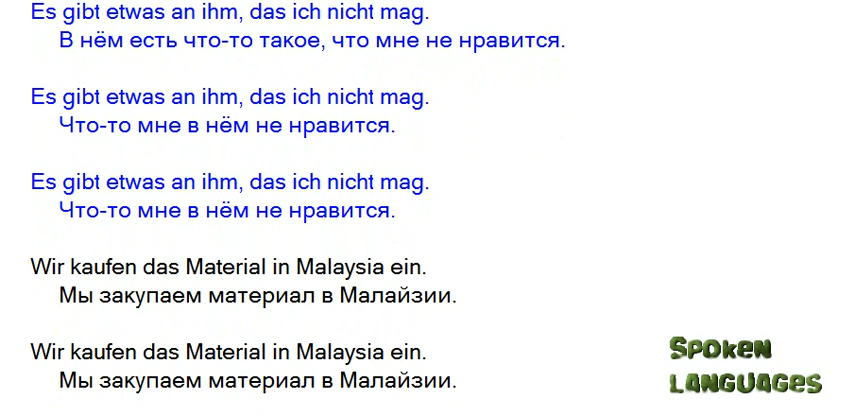 Es gibt etwas an ihm, das ich nicht mag.
В нём есть что-то такое, что мне не нравится.
Es gibt etwas an ihm, das ich nicht mag.
Что-то мне в нём не нравится.
Es gibt etwas an ihm, das ich nicht mag.
Что-то мне в нём не нравится.
Wir kaufen das Material in Malaysia ein.
Мы закупаем материал в Малайзии.
Wir kaufen das Material in Malaysia ein.
Мы закупаем материал в Малайзии.
Spoken
Languages